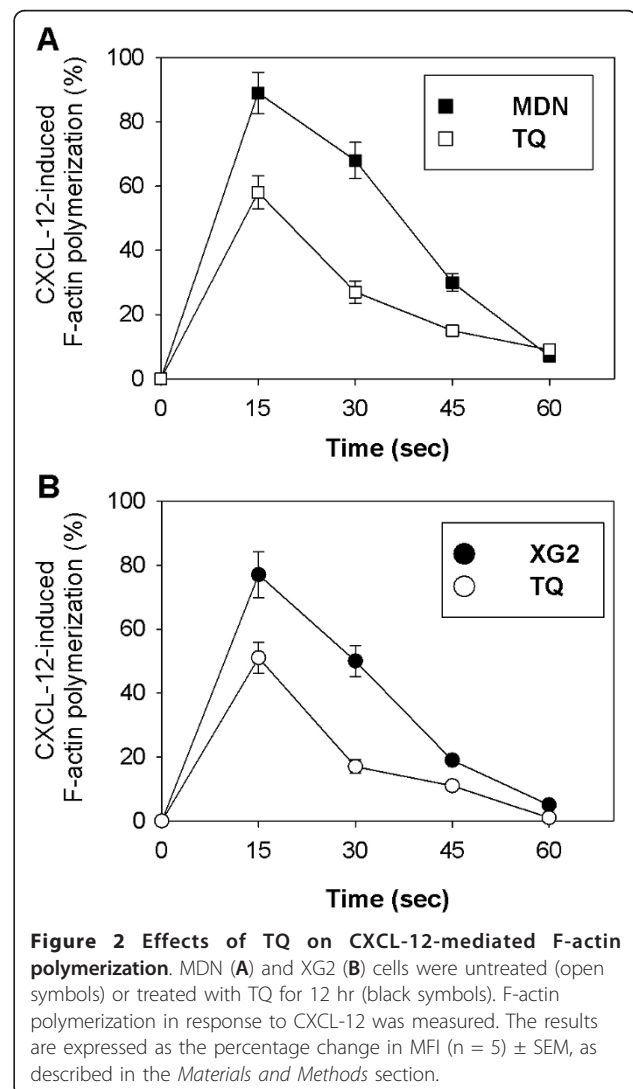 A
CXCL-12-induced
F-actin polymerization (%)
100
80
60
40
20
0
MDN
TQ
0 15 30 45 60
Time (sec)
B
CXCL-12-induced
F-actin polymerization (%)
100
80
60
40
20
0
XG2
TQ
0 15 30 45 60
Time (sec)
Figure 2 Effects of TQ on CXCL-12-mediated F-actin
polymerization. MDN (A) and XG2 (B) cells were untreated (open
symbols) or treated with TQ for 12 hr (black symbols). F-actin
polymerization in response to CXCL-12 was measured. The results
are expressed as the percentage change in MFI (n = 5) ± SEM, as
described in the Materials and Methods section.